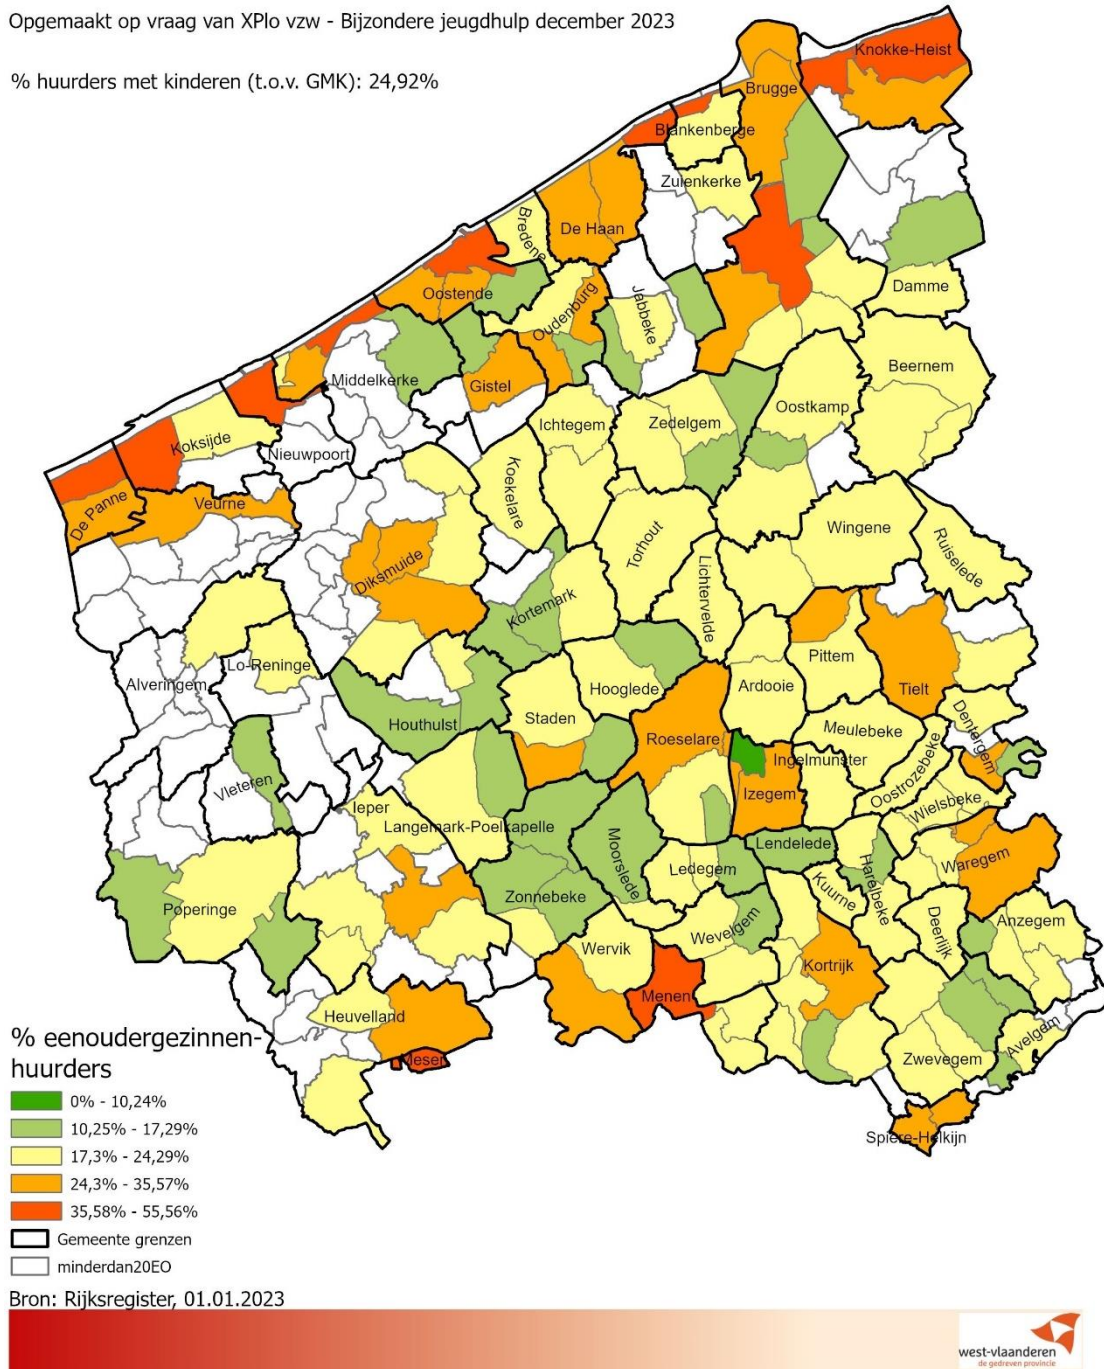 Opgemaakt op vraag van XPlo vzw - Bijzondere jeugdhulp december 2023
% huurders met kinderen (t.o.v. GMK): 24,92%
Knokke-Heist
Brugge
Blankenberge
Zuienkerke
De Haan
Bredene
Damme
Oostende
Oudenburg
Jabbeke
Beernem
Middelkerke
Gistel
Oostkamp
Ichtegem
Zedelgem
Koksijde
Nieuwpoort
Koekelare
De Panne
Veurne
Wingene
Torhout
Ruiselede
Diksmuide
Lichtervelde
Kortemark
Pittem
Lo-Reninge
Alveringem
Hooglede
Ardooie
Tielt
Staden
Houthulst
Dentergem
Roeselare
Meulebeke
Ingelmunster
Oostrozebeke
Vleteren
Izegem
Ieper
Wielsbeke
Langemark-Poelkapelle
Moorslede
Lendelede
Waregem
Ledegem
Harelbeke
Kuurne
Zonnebeke
Poperinge
Deerlijk
Anzegem
Wevelgem
Wervik
Kortrijk
Menen
Heuvelland
Avelgem
Zwevegem
Mesen
Spiere-Helkijn
% eenoudergezinnen-
huurders
0% - 10,24%
10,25% - 17,29%
17,3% - 24,29%
24,3% - 35,57%
35,58% - 55,56%
Gemeente grenzen
minderdan20EO
Bron: Rijksregister, 01.01.2023
west-vlaanderen
de gedreven provincie